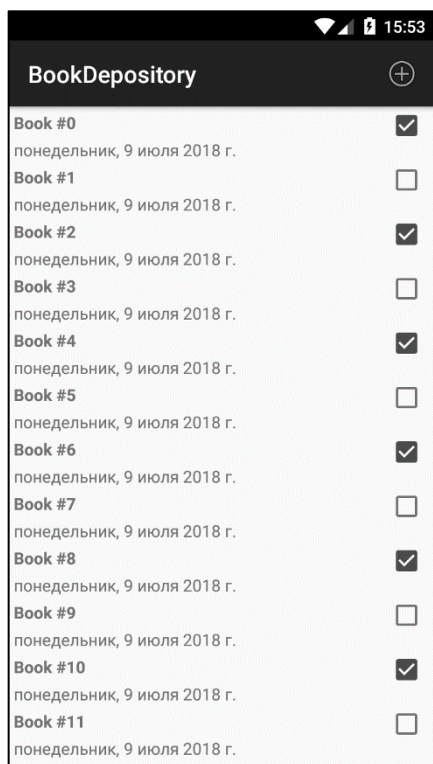 15:53
BookDepository
Book #0
понедельник, 9 июля 2018 г.
Book #1
понедельник, 9 июля 2018 г.
Book #2
понедельник, 9 июля 2018 г.
Book #3
понедельник, 9 июля 2018 г.
Book #4
понедельник, 9 июля 2018 г.
Book #5
понедельник, 9 июля 2018 г.
Book #6
понедельник, 9 июля 2018 г.
Book #7
понедельник, 9 июля 2018 г.
Book #8
понедельник, 9 июля 2018 г.
Book #9
понедельник, 9 июля 2018 г.
Book #10
понедельник, 9 июля 2018 г.
Book #11
понедельник, 9 июля 2018 г.